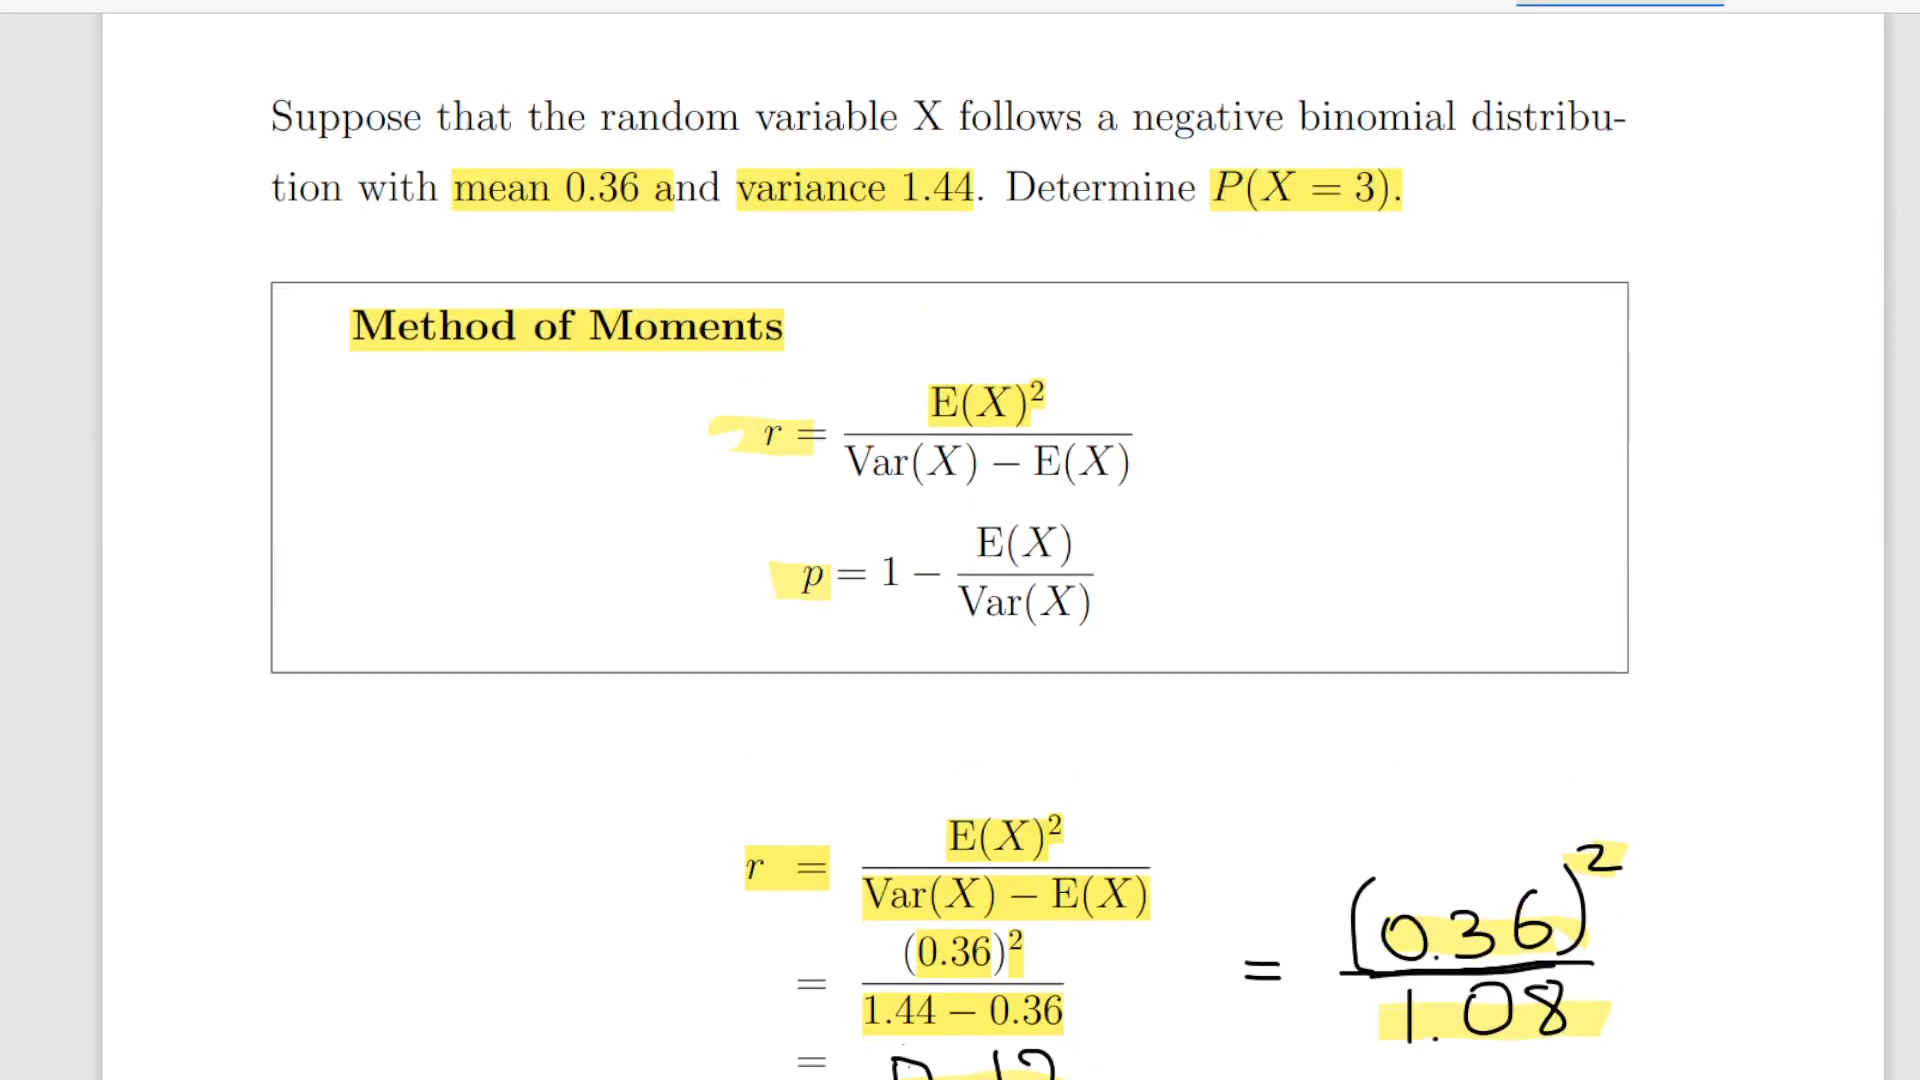 Suppose that the random variable X follows a negative binomial distribu-
tion with mean 0.36 and variance 1.44. Determine P(X = 3).
Method of Moments
r = E(X)² / (Var(X) − E(X))
p = 1 − E(X) / Var(X)
r = E(X)² / (Var(X) − E(X))
= (0.36)² / (1.44 − 0.36) = (0.36)² / 1.08
=